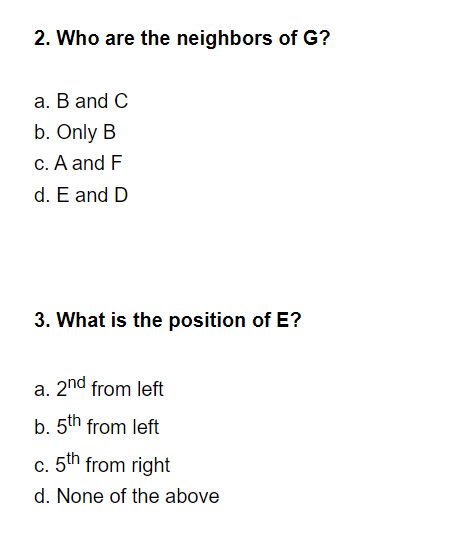 2. Who are the neighbors of G?
a. B and C
b. Only B
c. A and F
d. E and D
3. What is the position of E?
a. 2nd from left
b. 5th from left
c. 5th from right
d. None of the above